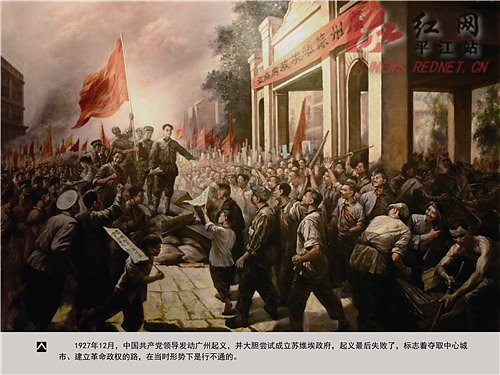 红网
平江站
NEWS.REDNET.CN
1927年12月,中国共产党领导发动广州起义,并大胆尝试成立苏维埃政府,起义最后失败了,标志着夺取中心城
市、建立革命政权的路,在当时形势下是行不通的。